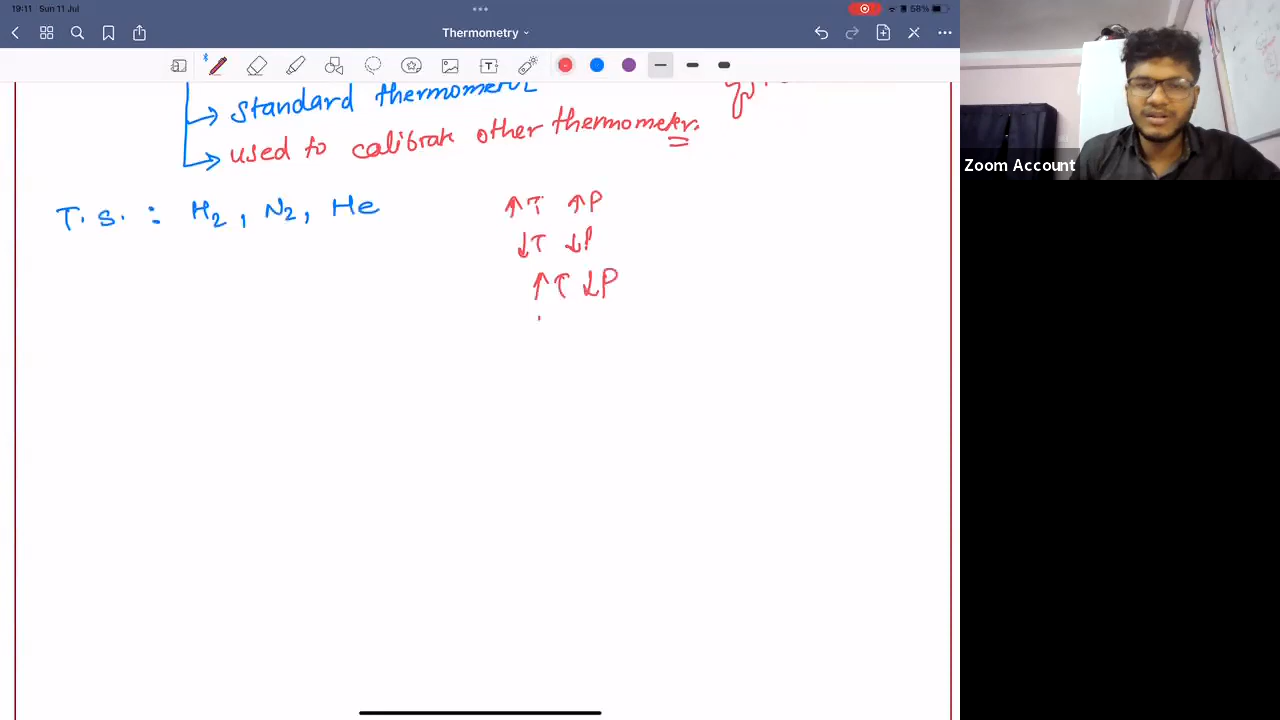 19:11 Sun 11 Jul
58%
Thermometry
→ standard thermometer
→ used to calibrate other thermometer.
T. S. : H2, N2, He
↑T ↑P
↓T ↓P
↑T ↓P
Zoom Account